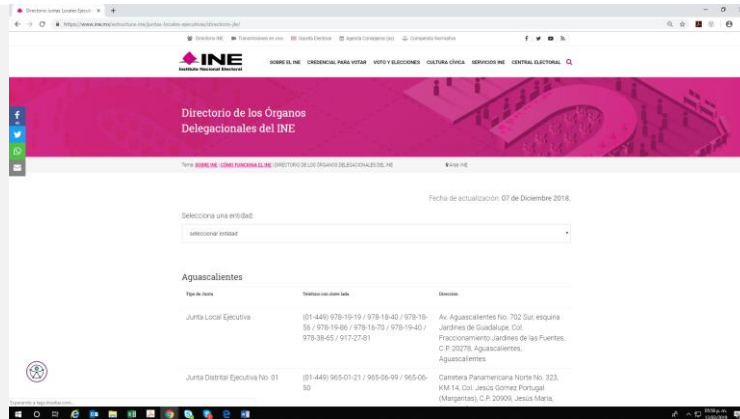 Directorio Juntas Locales Ejecuti
https://www.ine.mx/estructura-ine/juntas-locales-ejecutivas/directorio-jle/
Directorio INE
Transmisiones en vivo
Gaceta Electoral
Agenda Consejeros (as)
Compendio Normativo
INE
Instituto Nacional Electoral
SOBRE EL INE
CREDENCIAL PARA VOTAR
VOTO Y ELECCIONES
CULTURA CÍVICA
SERVICIOS INE
CENTRAL ELECTORAL
Directorio de los Órganos
Delegacionales del INE
Tema: SOBRE INE › CÓMO FUNCIONA EL INE › DIRECTORIO DE LOS ÓRGANOS DELEGACIONALES DEL INE
Área: INE
Fecha de actualización: 07 de Diciembre 2018.
Selecciona una entidad:
seleccionar entidad
Aguascalientes
Tipo de Junta
Teléfono con clave lada
Dirección
Junta Local Ejecutiva
(01-449) 978-19-19 / 978-18-40 / 978-18-
56 / 978-19-86 / 978-16-70 / 978-19-40 /
978-38-65 / 917-27-81
Av. Aguascalientes No. 702 Sur, esquina
Jardines de Guadalupe, Col.
Fraccionamiento Jardines de las Fuentes,
C.P. 20278, Aguascalientes,
Aguascalientes
Junta Distrital Ejecutiva No. 01
(01-449) 965-01-21 / 965-06-99 / 965-06-
50
Carretera Panamericana Norte No. 323,
KM 14, Col. Jesús Gómez Portugal
(Margaritas), C.P. 20909, Jesús María,